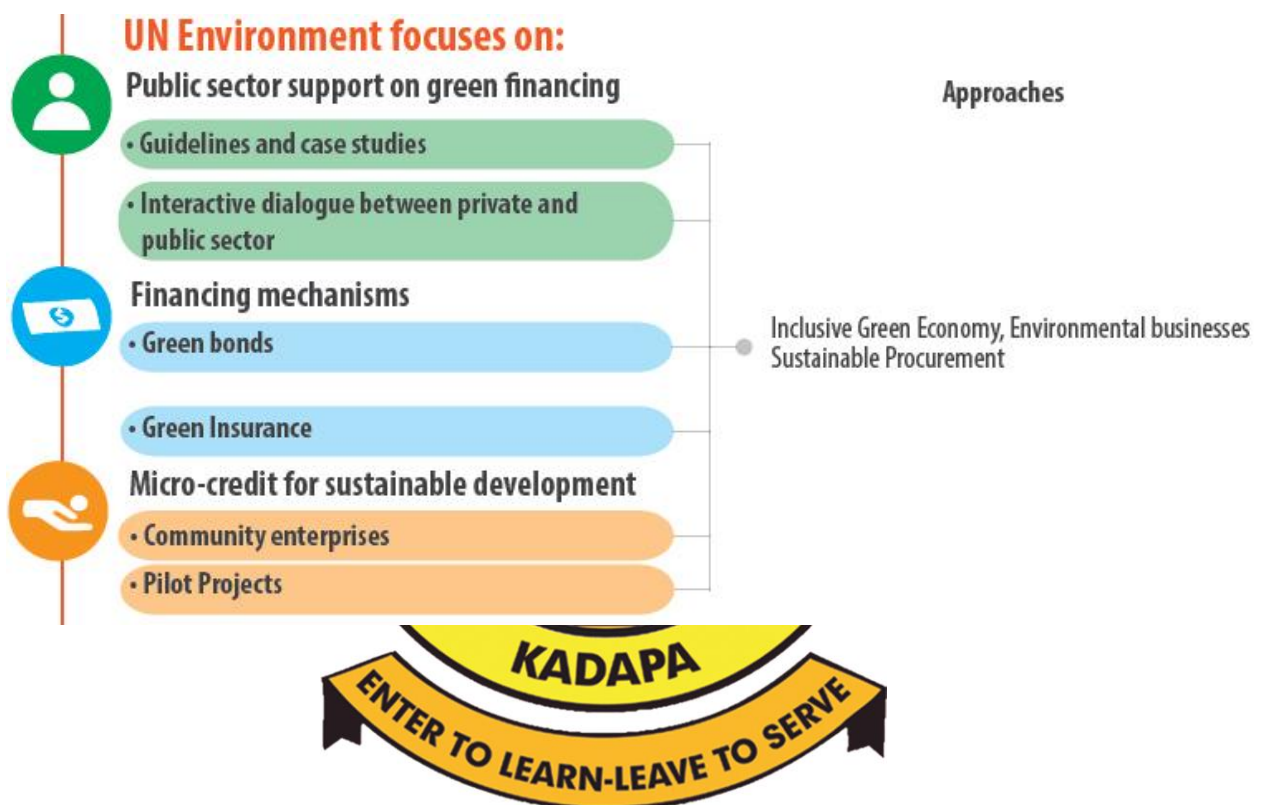 UN Environment focuses on:
Public sector support on green financing
Approaches
• Guidelines and case studies
• Interactive dialogue between private and
public sector
Financing mechanisms
• Green bonds
Inclusive Green Economy, Environmental businesses
Sustainable Procurement
• Green Insurance
Micro-credit for sustainable development
• Community enterprises
• Pilot Projects
KADAPA
ENTER TO LEARN-LEAVE TO SERVE